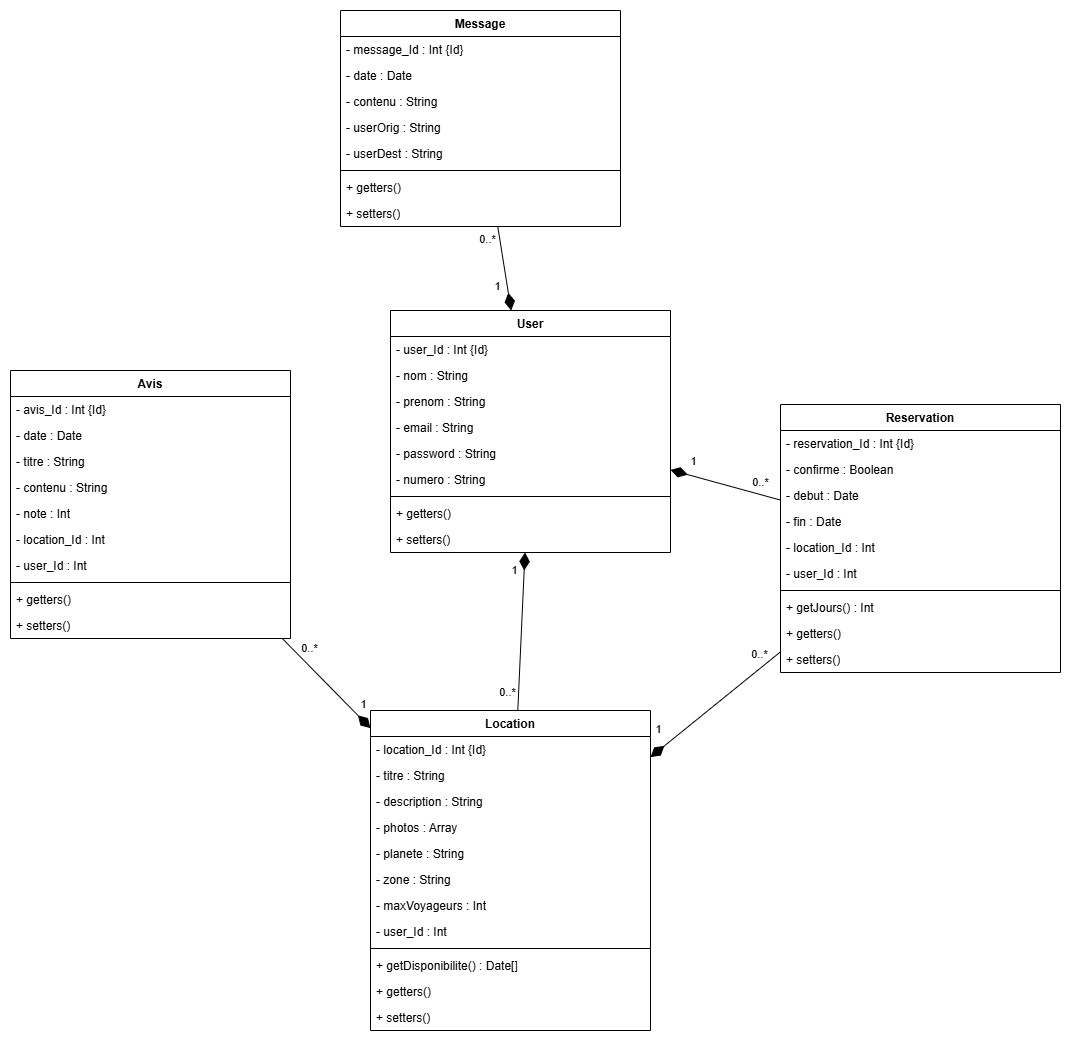 Message
- message_Id : Int {Id}
- date : Date
- contenu : String
- userOrig : String
- userDest : String
+ getters()
+ setters()
0..*
1
User
- user_Id : Int {Id}
- nom : String
- prenom : String
- email : String
- password : String
- numero : String
+ getters()
+ setters()
Avis
- avis_Id : Int {Id}
- date : Date
- titre : String
- contenu : String
- note : Int
- location_Id : Int
- user_Id : Int
+ getters()
+ setters()
Reservation
- reservation_Id : Int {Id}
- confirme : Boolean
- debut : Date
- fin : Date
- location_Id : Int
- user_Id : Int
+ getJours() : Int
+ getters()
+ setters()
1
0..*
1
0..*
0..*
1
0..*
1
Location
- location_Id : Int {Id}
- titre : String
- description : String
- photos : Array
- planete : String
- zone : String
- maxVoyageurs : Int
- user_Id : Int
+ getDisponibilite() : Date[]
+ getters()
+ setters()